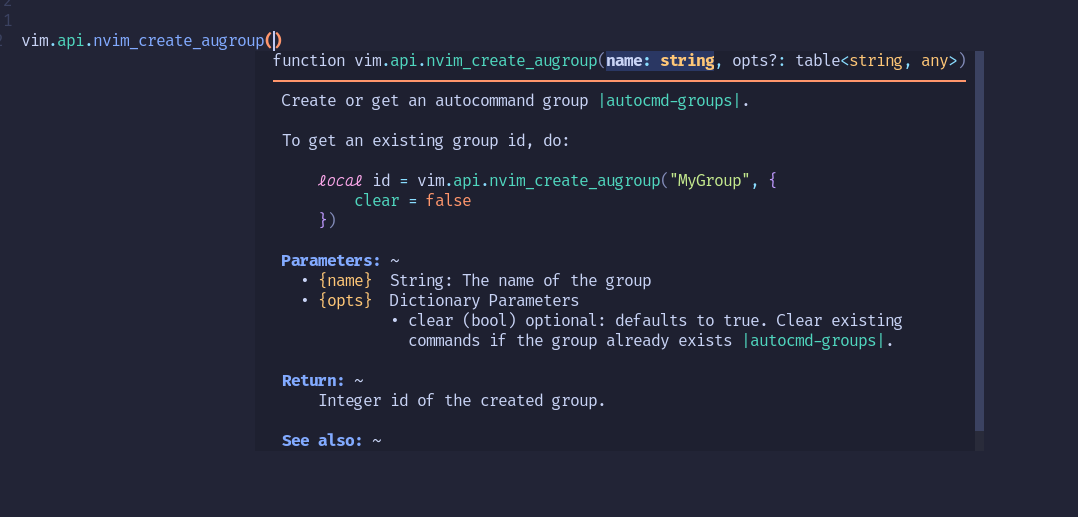 2
1
vim.api.nvim_create_augroup()
function vim.api.nvim_create_augroup(name: string, opts?: table<string, any>)
Create or get an autocommand group |autocmd-groups|.
To get an existing group id, do:
local id = vim.api.nvim_create_augroup("MyGroup", {
clear = false
})
Parameters: ~
• {name} String: The name of the group
• {opts} Dictionary Parameters
• clear (bool) optional: defaults to true. Clear existing
commands if the group already exists |autocmd-groups|.
Return: ~
Integer id of the created group.
See also: ~